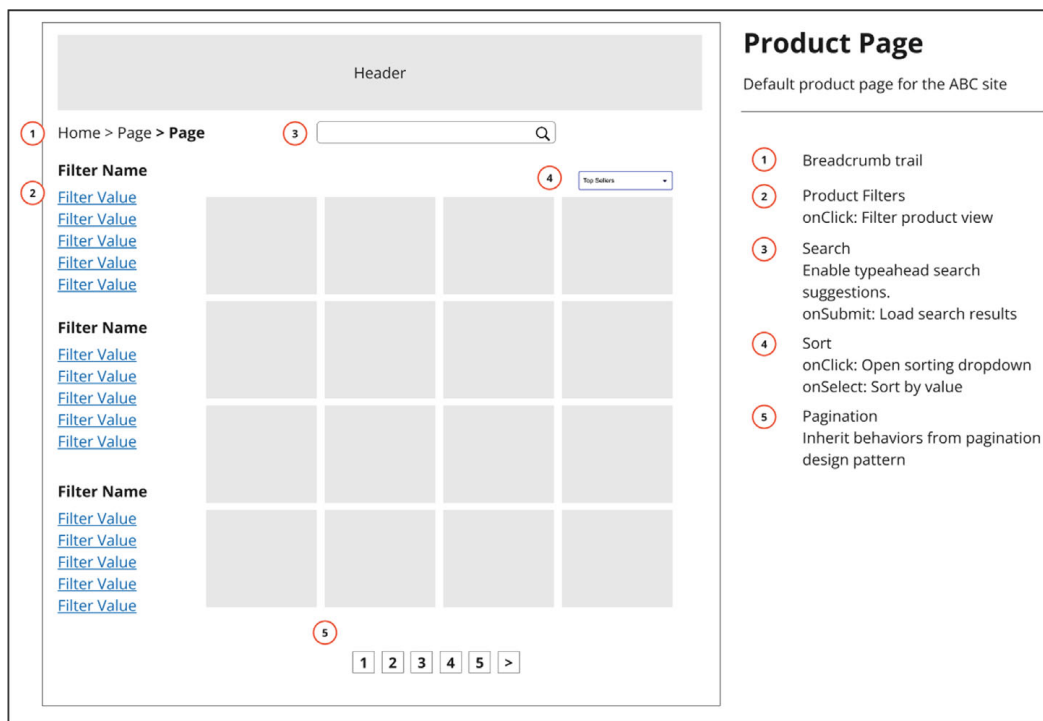 Header
1 Home > Page > Page
3
Filter Name
2 Filter Value
Filter Value
Filter Value
Filter Value
Filter Value
4 Top Sellers
Filter Name
Filter Value
Filter Value
Filter Value
Filter Value
Filter Value
Filter Name
Filter Value
Filter Value
Filter Value
Filter Value
Filter Value
5
1 2 3 4 5 >
Product Page
Default product page for the ABC site
1 Breadcrumb trail
2 Product Filters
onClick: Filter product view
3 Search
Enable typeahead search
suggestions.
onSubmit: Load search results
4 Sort
onClick: Open sorting dropdown
onSelect: Sort by value
5 Pagination
Inherit behaviors from pagination
design pattern